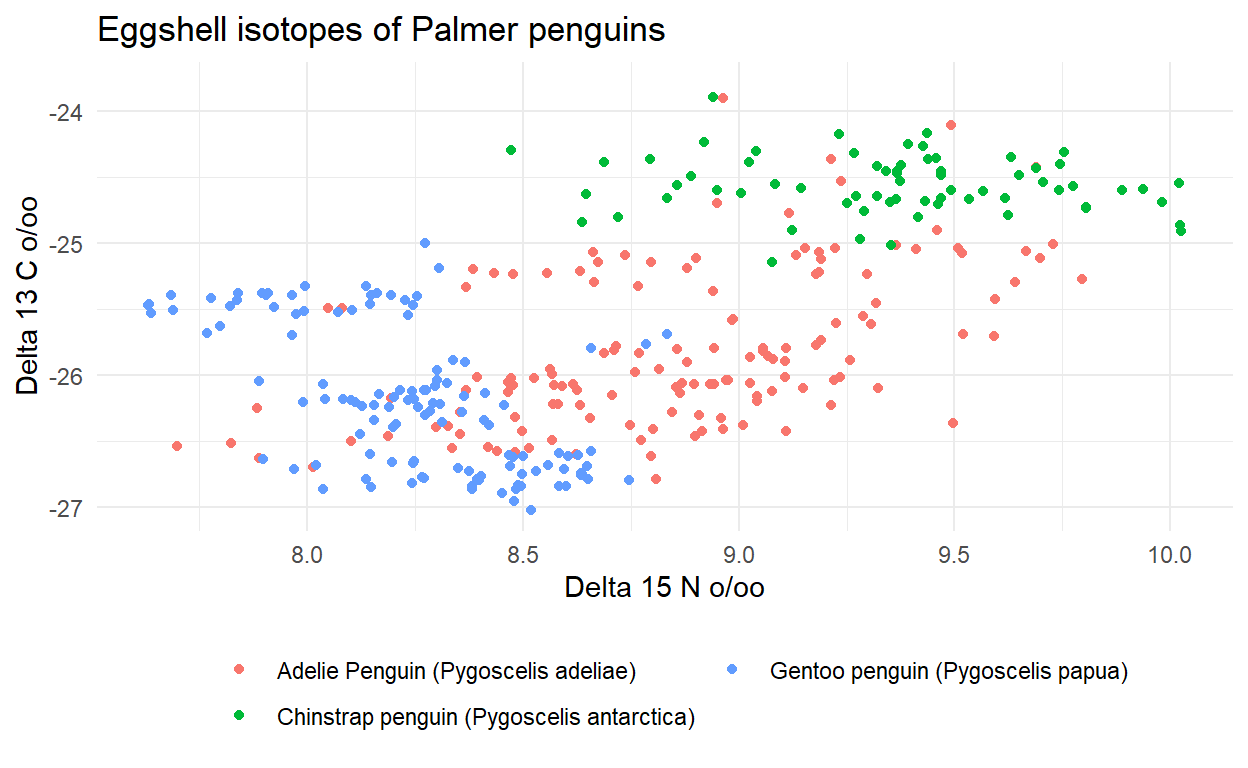 Eggshell isotopes of Palmer penguins
Delta 13 C o/oo
-24
-25
-26
-27
8.0 8.5 9.0 9.5 10.0
Delta 15 N o/oo
Adelie Penguin (Pygoscelis adeliae) Gentoo penguin (Pygoscelis papua)
Chinstrap penguin (Pygoscelis antarctica)